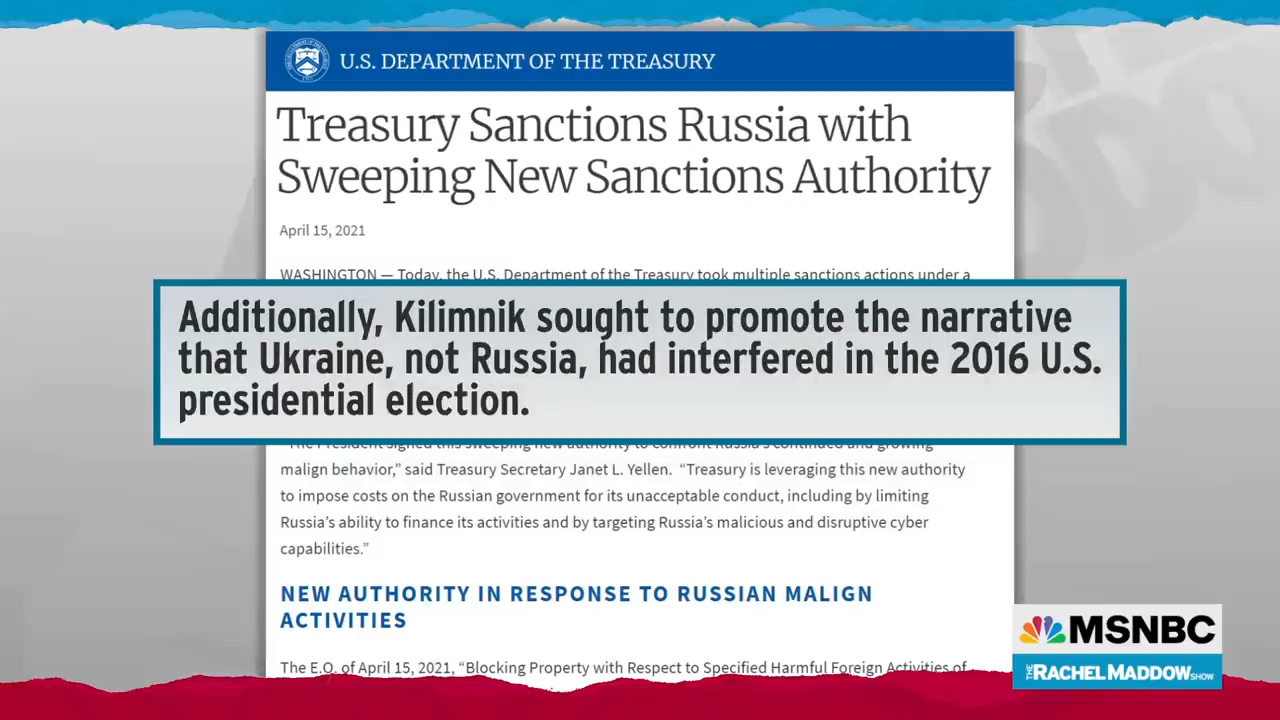 U.S. DEPARTMENT OF THE TREASURY
Treasury Sanctions Russia with
Sweeping New Sanctions Authority
April 15, 2021
WASHINGTON — Today, the U.S. Department of the Treasury took multiple sanctions actions under a
Additionally, Kilimnik sought to promote the narrative
that Ukraine, not Russia, had interfered in the 2016 U.S.
presidential election.
"The President signed this sweeping new authority to confront Russia's continued and growing
malign behavior,” said Treasury Secretary Janet L. Yellen.  “Treasury is leveraging this new authority
to impose costs on the Russian government for its unacceptable conduct, including by limiting
Russia’s ability to finance its activities and by targeting Russia’s malicious and disruptive cyber
capabilities.”
NEW AUTHORITY IN RESPONSE TO RUSSIAN MALIGN
ACTIVITIES
The E.O. of April 15, 2021, “Blocking Property with Respect to Specified Harmful Foreign Activities of
MSNBC
THE RACHEL MADDOW SHOW